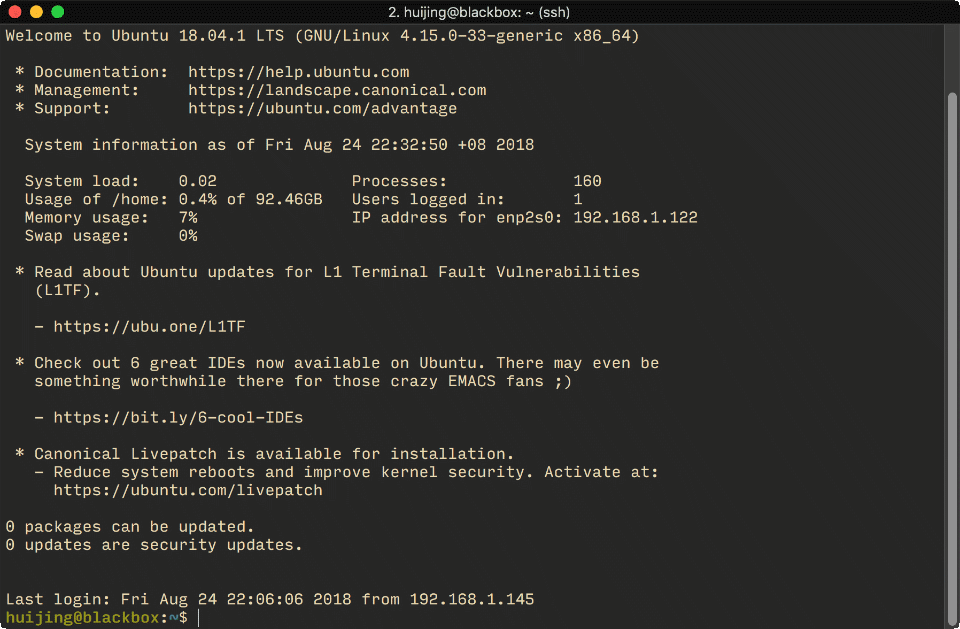 2. huijing@blackbox: ~ (ssh)
Welcome to Ubuntu 18.04.1 LTS (GNU/Linux 4.15.0-33-generic x86_64)
* Documentation:  https://help.ubuntu.com
* Management:     https://landscape.canonical.com
* Support:        https://ubuntu.com/advantage
System information as of Fri Aug 24 22:32:50 +08 2018
System load:    0.02              Processes:             160
Usage of /home: 0.4% of 92.46GB   Users logged in:       1
Memory usage:   7%                IP address for enp2s0: 192.168.1.122
Swap usage:     0%
* Read about Ubuntu updates for L1 Terminal Fault Vulnerabilities
(L1TF).
- https://ubu.one/L1TF
* Check out 6 great IDEs now available on Ubuntu. There may even be
something worthwhile there for those crazy EMACS fans ;)
- https://bit.ly/6-cool-IDEs
* Canonical Livepatch is available for installation.
- Reduce system reboots and improve kernel security. Activate at:
https://ubuntu.com/livepatch
0 packages can be updated.
0 updates are security updates.
Last login: Fri Aug 24 22:06:06 2018 from 192.168.1.145
huijing@blackbox:~$